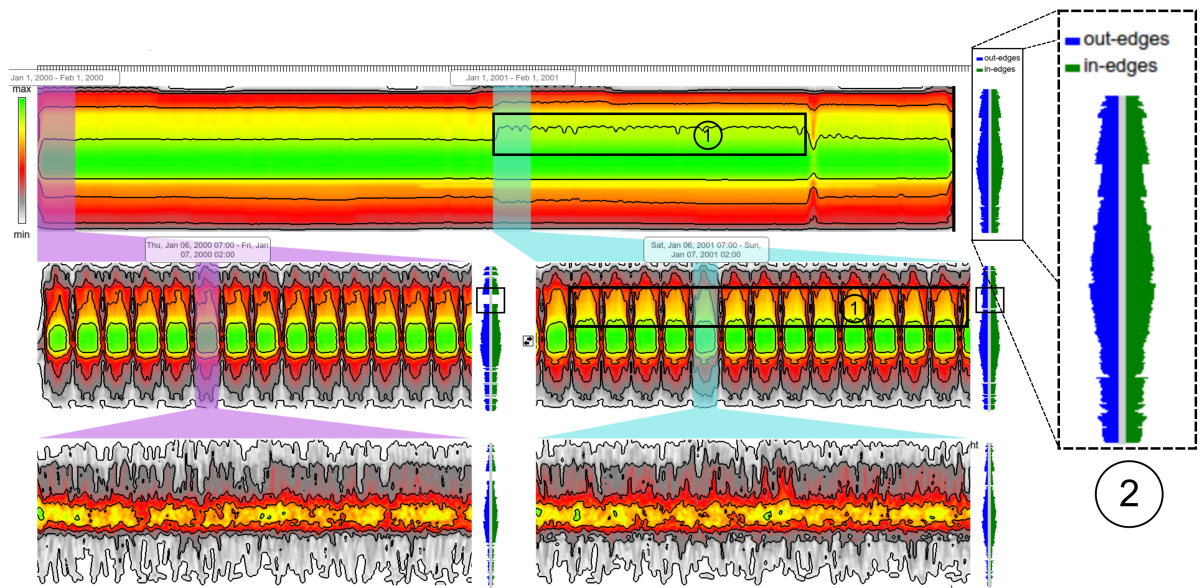 out-edges
in-edges
out-edges
in-edges
Jan 1, 2000 - Feb 1, 2000
Jan 1, 2001 - Feb 1, 2001
max
1
min
Thu, Jan 06, 2000 07:00 - Fri, Jan
07, 2000 02:00
Sat, Jan 06, 2001 07:00 - Sun,
Jan 07, 2001 02:00
1
ht
2